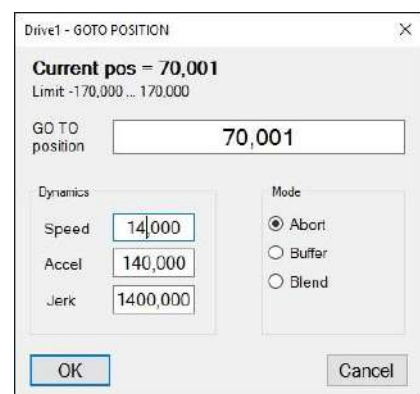 Drive1 - GOTO POSITION
Current pos = 70,001
Limit -170,000 ... 170,000
GO TO
position
70,001
Dynamics
Speed 14,000
Accel 140,000
Jerk 1400,000
Mode
Abort
Buffer
Blend
OK
Cancel